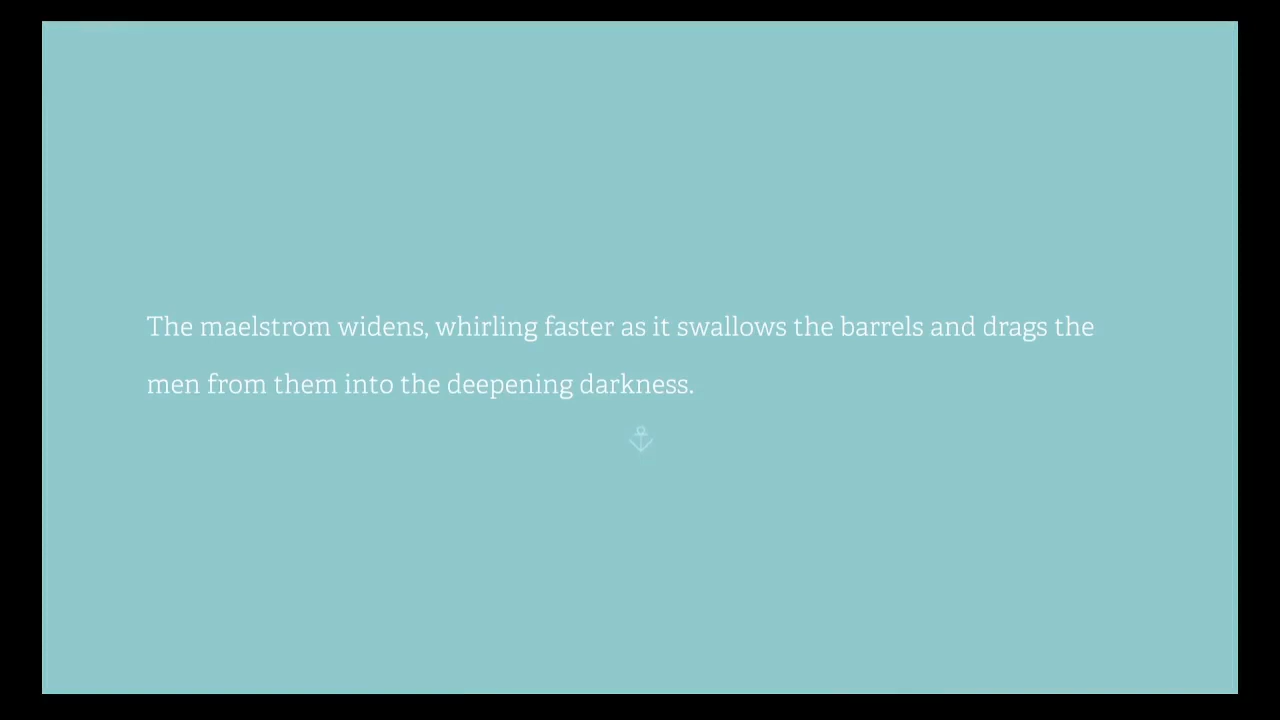 The maelstrom widens, whirling faster as it swallows the barrels and drags the
men from them into the deepening darkness.